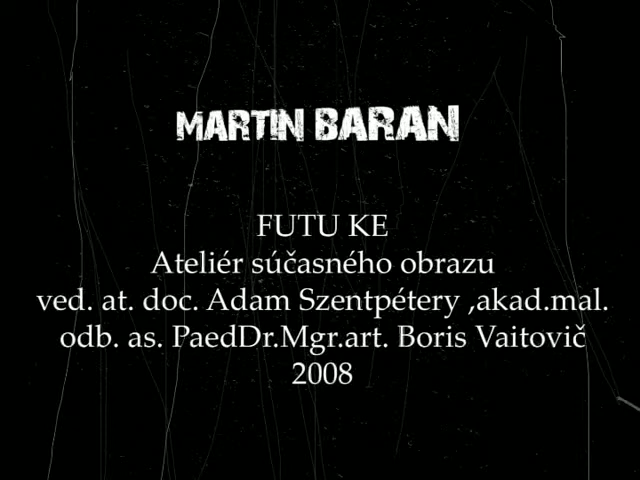 MARTIN BARAN
FUTU KE
Ateliér súčasného obrazu
ved. at. doc. Adam Szentpétery ,akad.mal.
odb. as. PaedDr.Mgr.art. Boris Vaitovič
2008